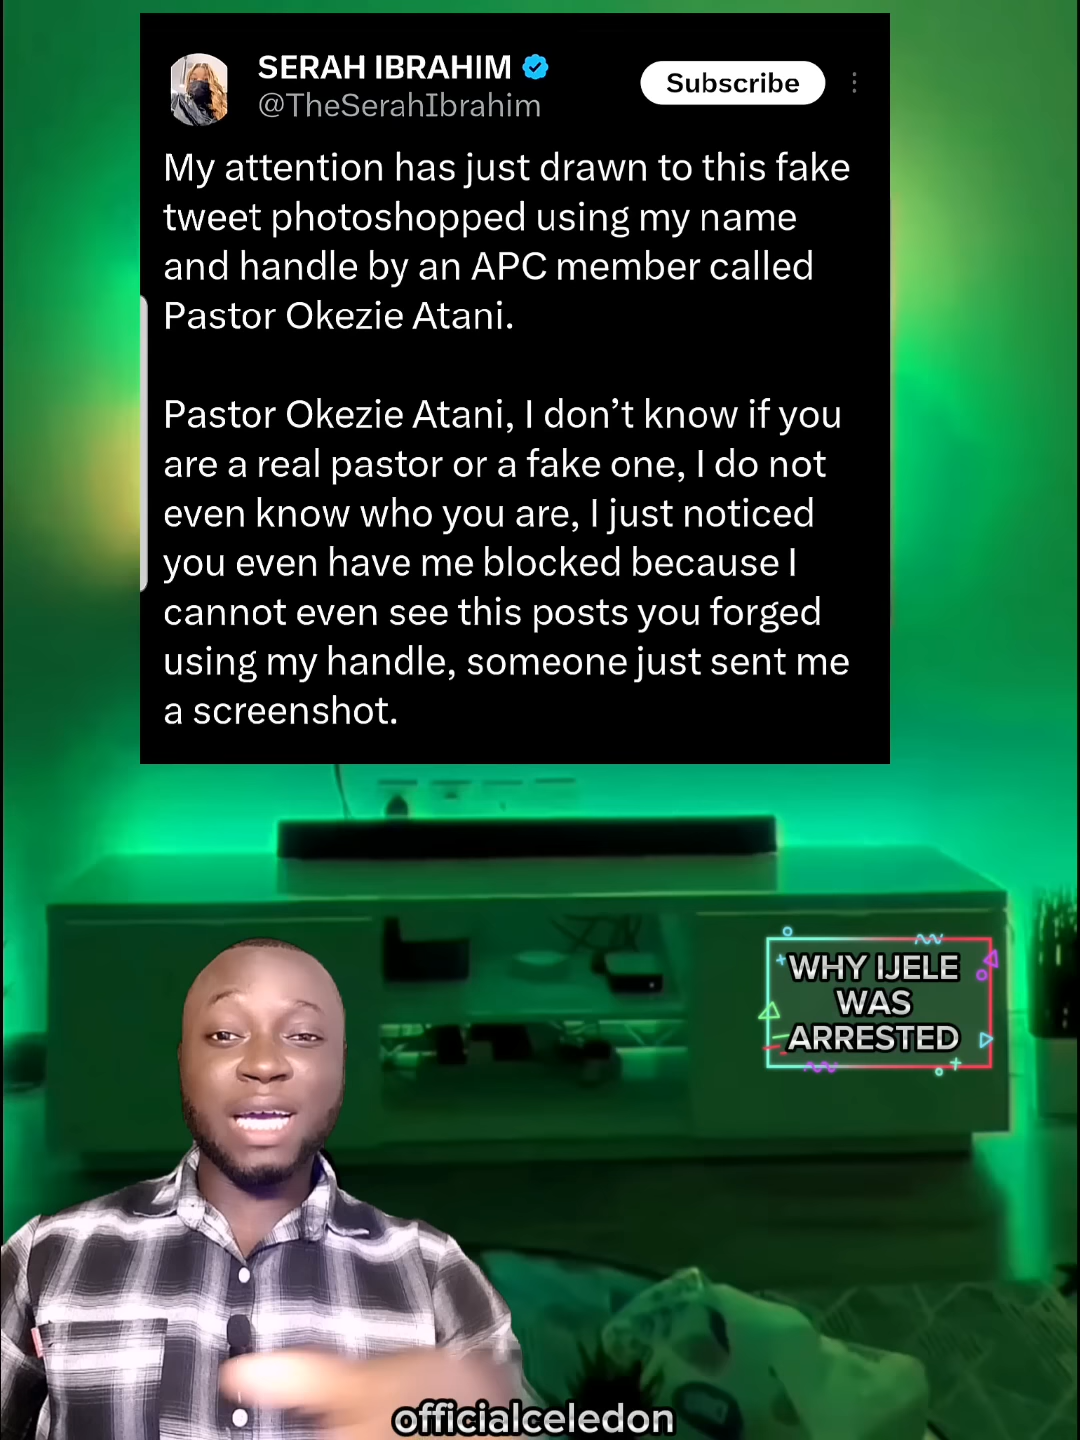 SERAH IBRAHIM
@TheSerahIbrahim
Subscribe
My attention has just drawn to this fake
tweet photoshopped using my name
and handle by an APC member called
Pastor Okezie Atani.
Pastor Okezie Atani, I don’t know if you
are a real pastor or a fake one, I do not
even know who you are, I just noticed
you even have me blocked because I
cannot even see this posts you forged
using my handle, someone just sent me
a screenshot.
WHY IJELE
WAS
ARRESTED
officialceledon